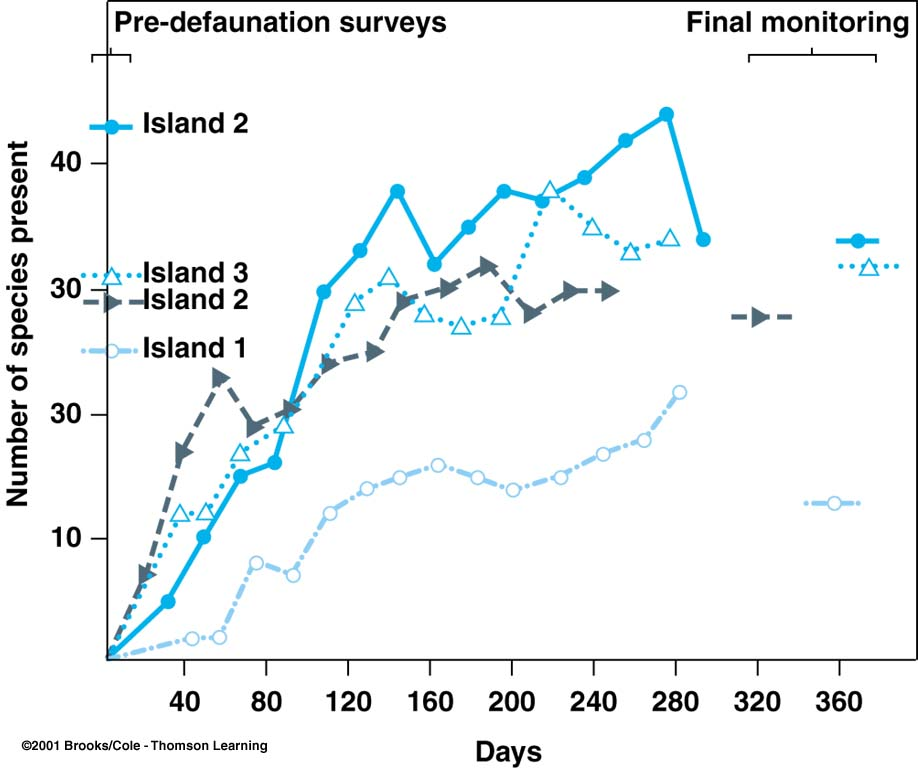 Pre-defaunation surveys
Final monitoring
Island 2
40
Island 3
30
Island 2
Island 1
30
10
Number of species present
40 80 120 160 200 240 280 320 360
Days
©2001 Brooks/Cole - Thomson Learning